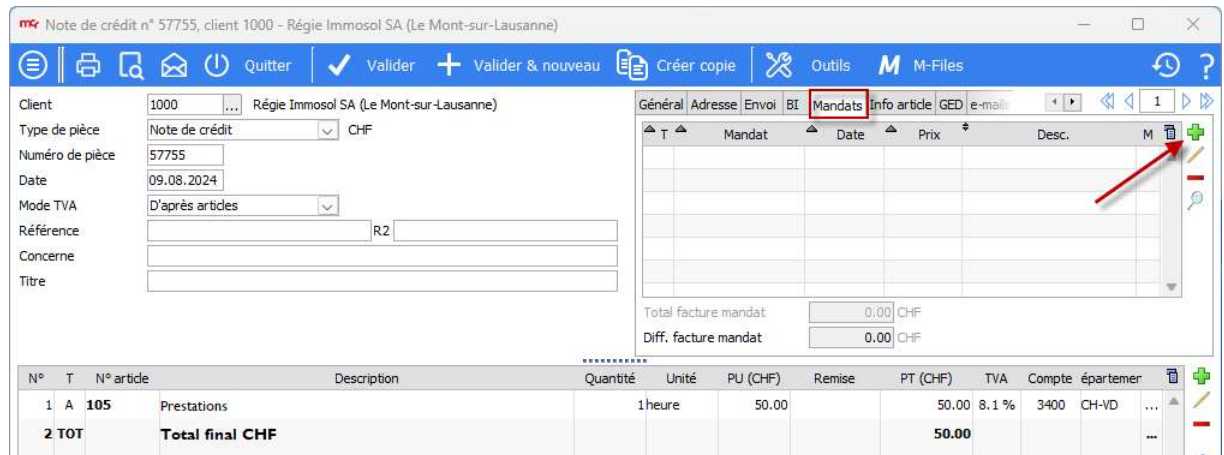 mcr Note de crédit n° 57755, client 1000 - Régie Immosol SA (Le Mont-sur-Lausanne)
Quitter Valider Valider & nouveau Créer copie Outils M M-Files ?
Client 1000 ... Régie Immosol SA (Le Mont-sur-Lausanne)
Type de pièce Note de crédit CHF
Numéro de pièce 57755
Date 09.08.2024
Mode TVA D'après articles
Référence R2
Concerne
Titre
Général Adresse Envoi BI Mandats Info article GED e-mails 1
T Mandat Date Prix Desc. M
Total facture mandat 0.00 CHF
Diff. facture mandat 0.00 CHF
N° T N° article Description Quantité Unité PU (CHF) Remise PT (CHF) TVA Compte épartemer
1 A 105 Prestations 1 heure 50.00 50.00 8.1 % 3400 CH-VD ...
2 TOT Total final CHF 50.00 ...